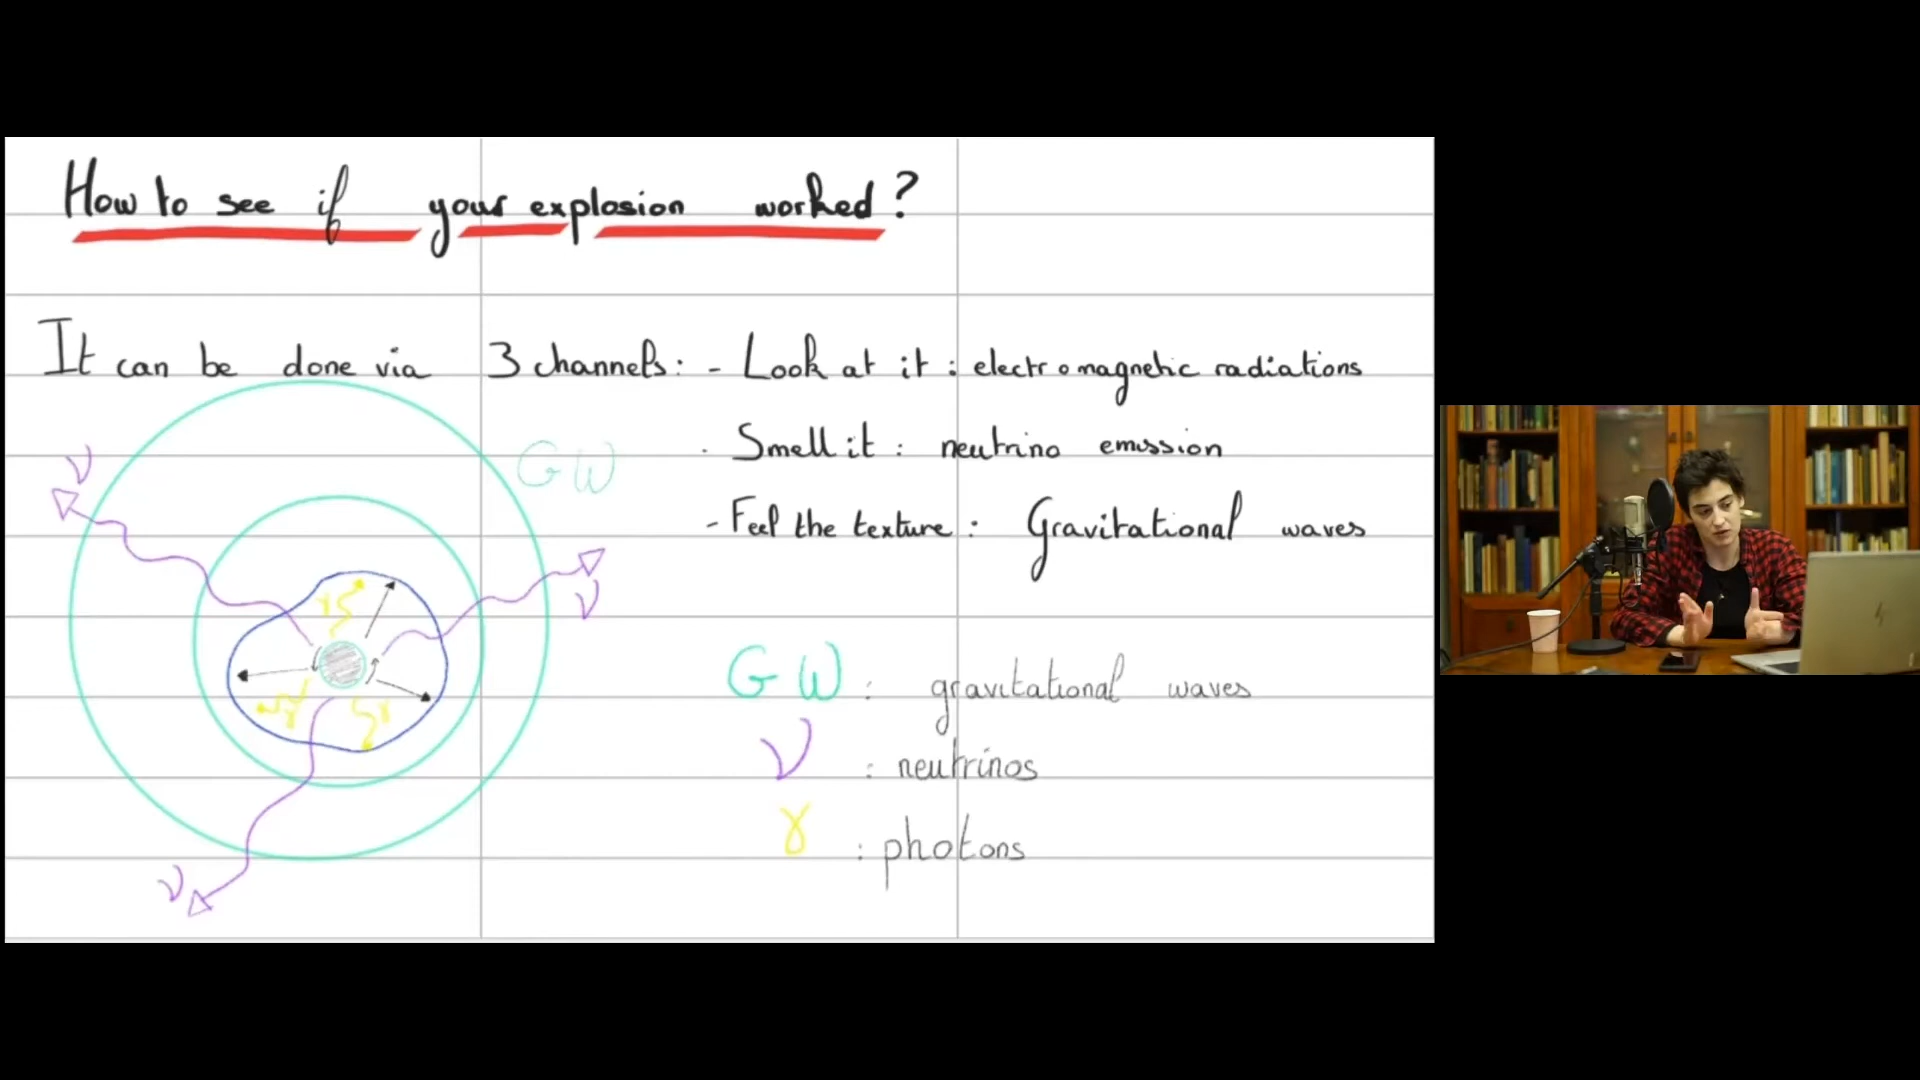 How to see if your explosion worked?
It can be done via 3 channels: - Look at it : electromagnetic radiations
- Smell it : neutrino emission
- Feel the texture : Gravitational waves
GW
ν
ν
ν
γ
γ
γ
GW : gravitational waves
ν : neutrinos
γ : photons